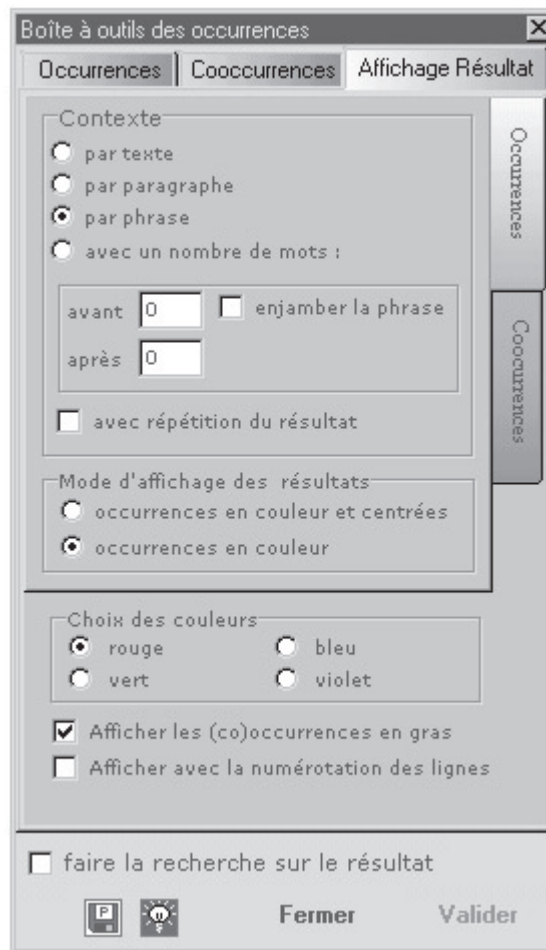 Boîte à outils des occurrences
Occurrences Cooccurrences Affichage Résultat
Contexte
par texte
par paragraphe
par phrase
avec un nombre de mots :
avant 0 enjamber la phrase
après 0
avec répétition du résultat
Occurrences
Coocurrences
Mode d'affichage des résultats
occurrences en couleur et centrées
occurrences en couleur
Choix des couleurs
rouge bleu
vert violet
Afficher les (co)occurrences en gras
Afficher avec la numérotation des lignes
faire la recherche sur le résultat
P
Fermer Valider